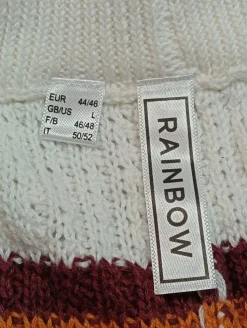 EUR 44/46
GB/US L
F/B 46/48
IT 50/52
RAINBOW